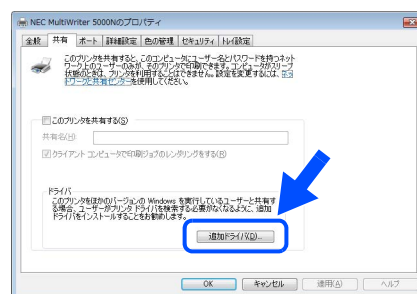 NEC MultiWriter 5000Nのプロパティ
全般 共有 ポート 詳細設定 色の管理 セキュリティ トレイ設定
このプリンタを共有すると、このコンピュータにユーザー名とパスワードを持つネット
ワーク上のユーザーのみが、そのプリンタで印刷できます。コンピュータがスリープ
状態のときは、プリンタを利用することはできません。設定を変更するには、ネッ
トワークと共有センターを使用してください。
このプリンタを共有する(S)
共有名(H):
クライアント コンピュータで印刷ジョブのレンダリングをする(R)
ドライバ
このプリンタをほかのバージョンの Windows を実行しているユーザーと共有す
る場合、ユーザーがプリンタ ドライバを検索する必要がなくなるように、追加
ドライバをインストールすることをお勧めします。
追加ドライバ(D)...
OK キャンセル 適用(A) ヘルプ